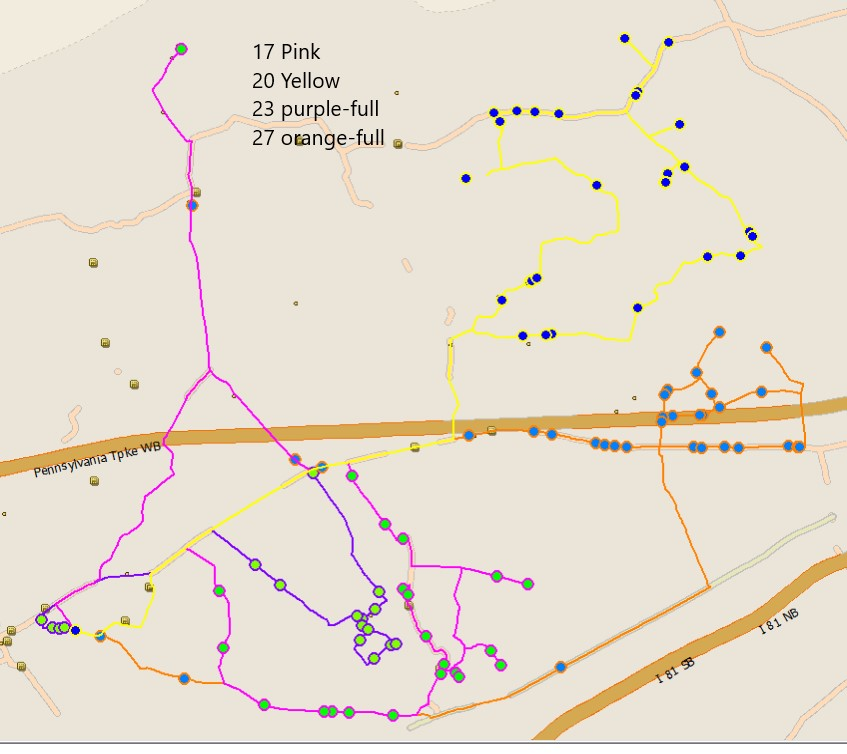 17 Pink
20 Yellow
23 purple-full
27 orange-full
Pennsylvania Tpke WB
I 81 NB
I 81 SB